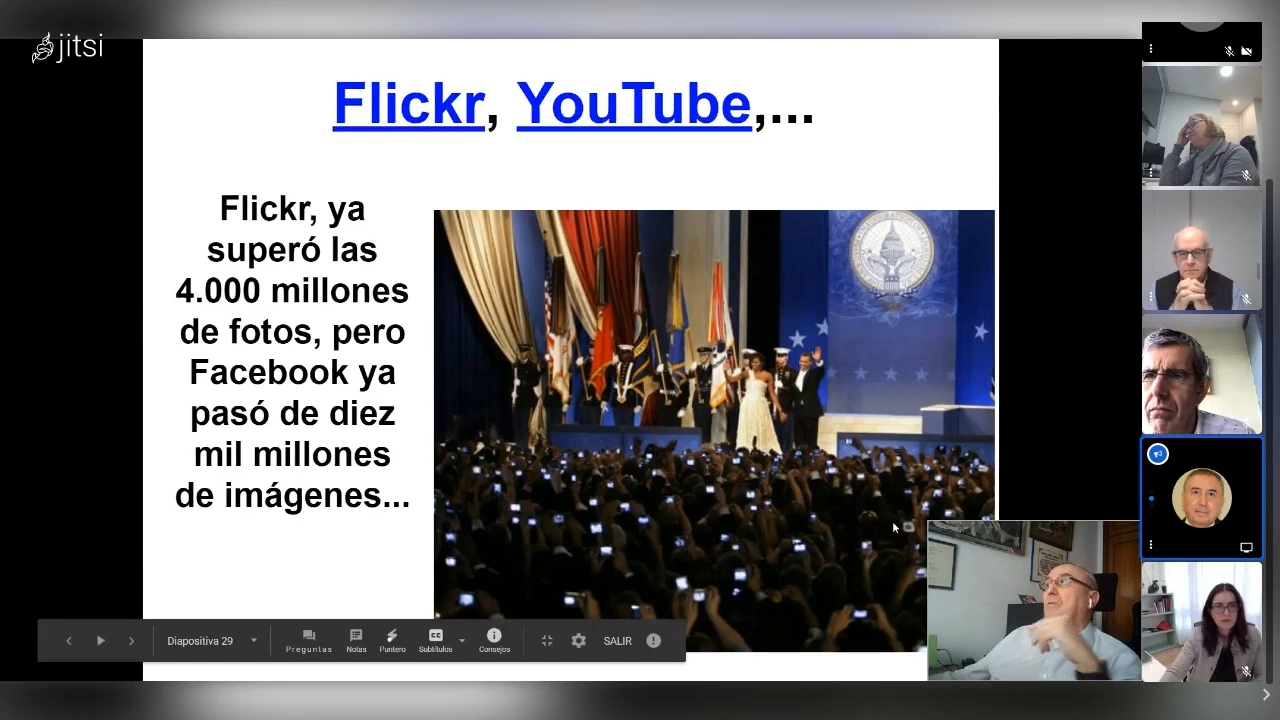 jitsi
Flickr, YouTube,...
Flickr, ya
superó las
4.000 millones
de fotos, pero
Facebook ya
pasó de diez
mil millones
de imágenes...
Diapositiva 29
Preguntas
Notas
Puntero
Subtítulos
Consejos
SALIR